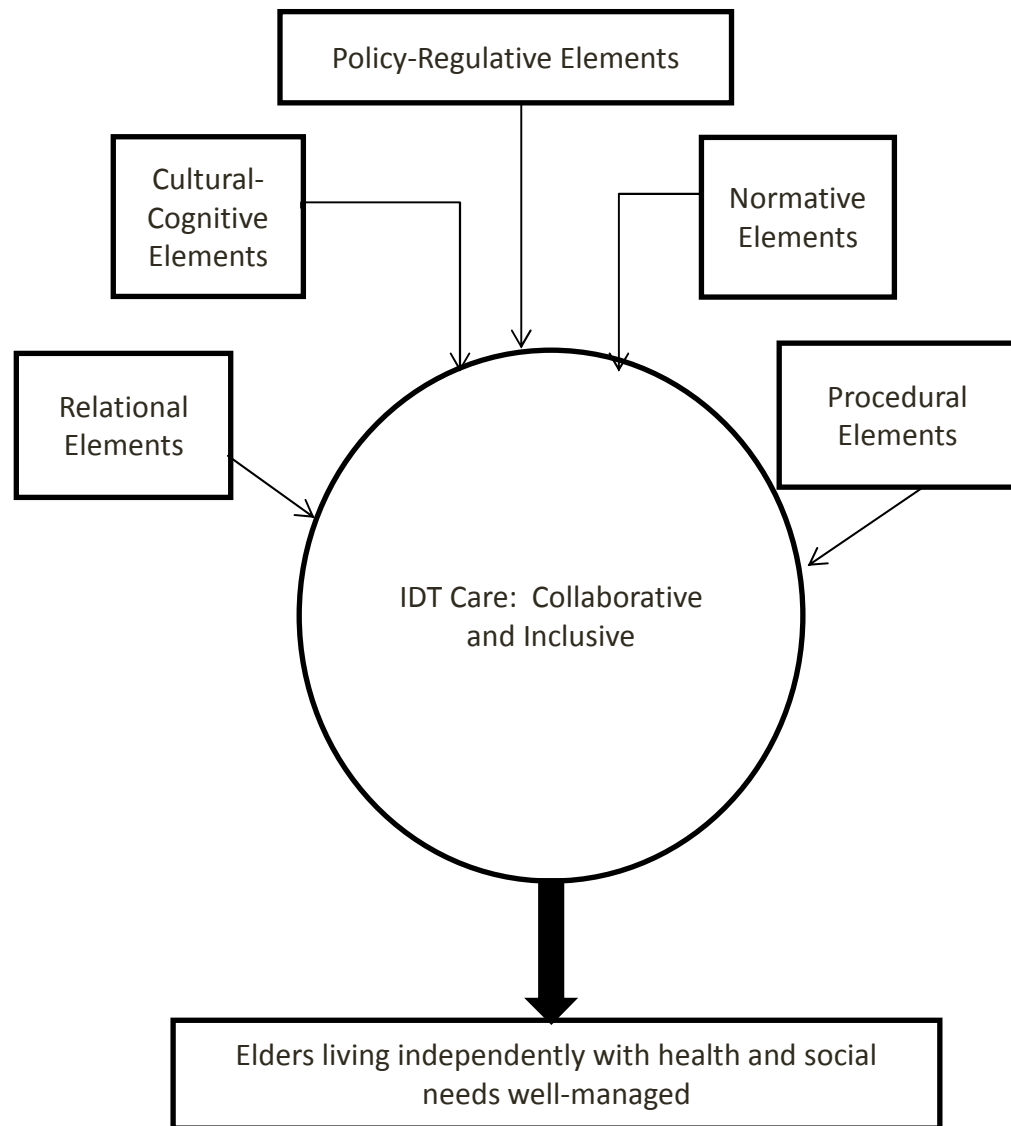 Policy-Regulative Elements
Cultural-
Cognitive
Elements
Normative
Elements
Relational
Elements
Procedural
Elements
IDT Care:  Collaborative
and Inclusive
Elders living independently with health and social
needs well-managed